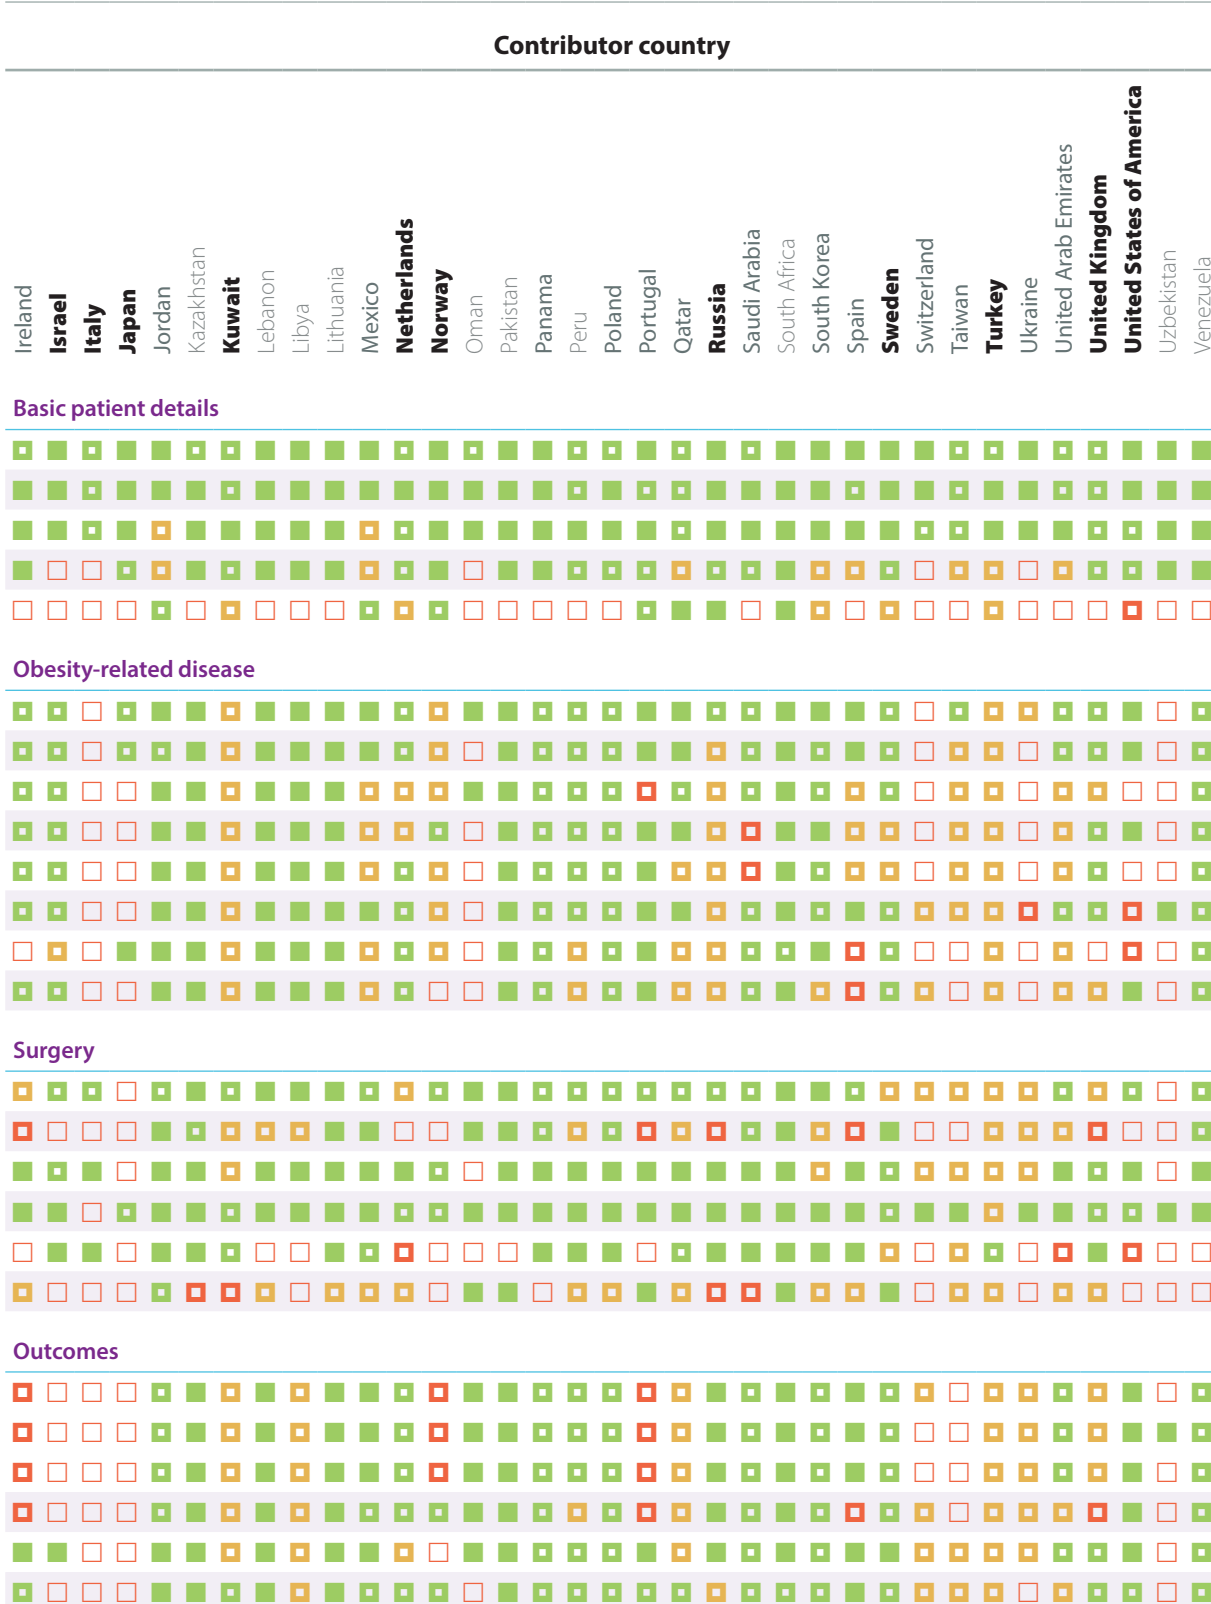 Contributor country
Ireland
Israel
Italy
Japan
Jordan
Kazakhstan
Kuwait
Lebanon
Libya
Lithuania
Mexico
Netherlands
Norway
Oman
Pakistan
Panama
Peru
Poland
Portugal
Qatar
Russia
Saudi Arabia
South Africa
South Korea
Spain
Sweden
Switzerland
Taiwan
Turkey
Ukraine
United Arab Emirates
United Kingdom
United States of America
Uzbekistan
Venezuela
Basic patient details
Obesity-related disease
Surgery
Outcomes